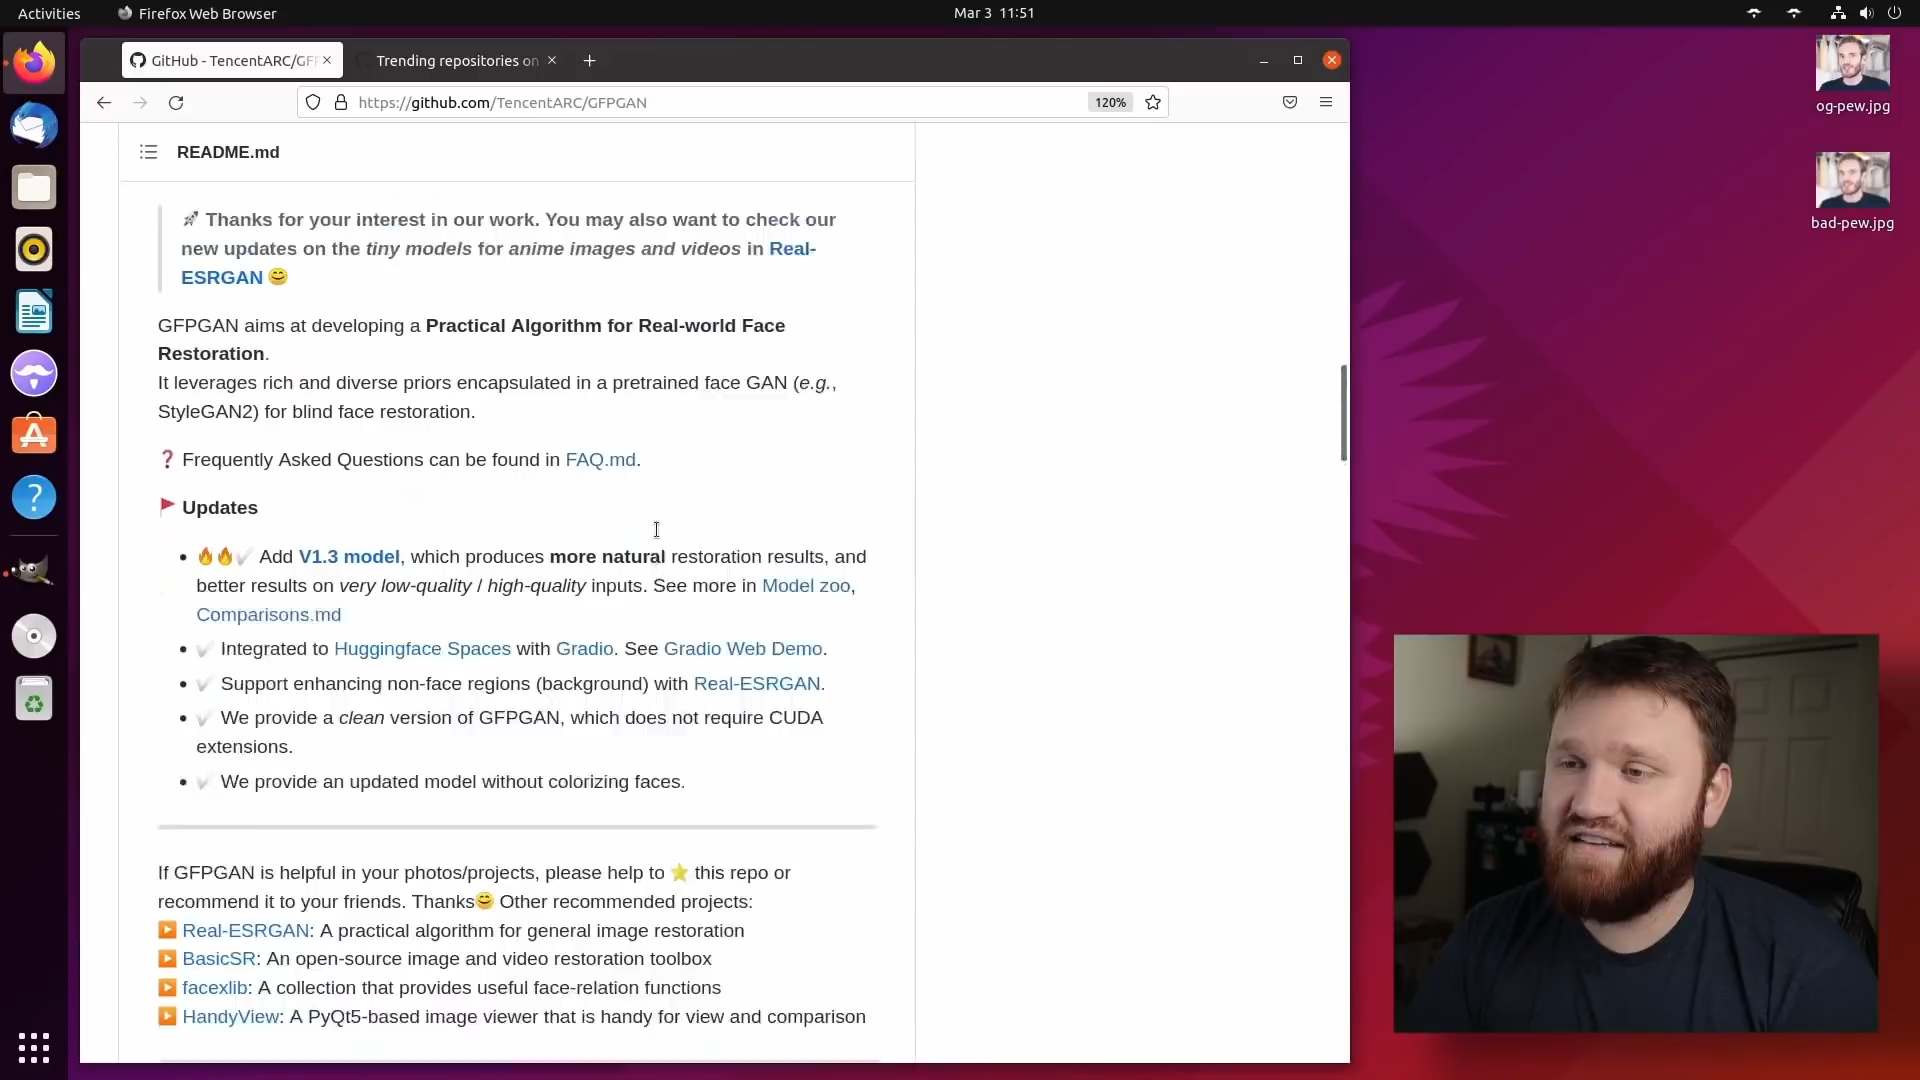 Activities
Firefox Web Browser
Mar 3 11:51
GitHub - TencentARC/GFP
Trending repositories on
https://github.com/TencentARC/GFPGAN
120%
og-pew.jpg
bad-pew.jpg
README.md
Thanks for your interest in our work. You may also want to check our
new updates on the tiny models for anime images and videos in Real-
ESRGAN 😊
GFPGAN aims at developing a Practical Algorithm for Real-world Face
Restoration.
It leverages rich and diverse priors encapsulated in a pretrained face GAN (e.g.,
StyleGAN2) for blind face restoration.
❓ Frequently Asked Questions can be found in FAQ.md.
🚩 Updates
• 🔥🔥✅ Add V1.3 model, which produces more natural restoration results, and
better results on very low-quality / high-quality inputs. See more in Model zoo,
Comparisons.md
• ✅ Integrated to Huggingface Spaces with Gradio. See Gradio Web Demo.
• ✅ Support enhancing non-face regions (background) with Real-ESRGAN.
• ✅ We provide a clean version of GFPGAN, which does not require CUDA
extensions.
• ✅ We provide an updated model without colorizing faces.
If GFPGAN is helpful in your photos/projects, please help to ⭐ this repo or
recommend it to your friends. Thanks😊 Other recommended projects:
▶️ Real-ESRGAN: A practical algorithm for general image restoration
▶️ BasicSR: An open-source image and video restoration toolbox
▶️ facexlib: A collection that provides useful face-relation functions
▶️ HandyView: A PyQt5-based image viewer that is handy for view and comparison